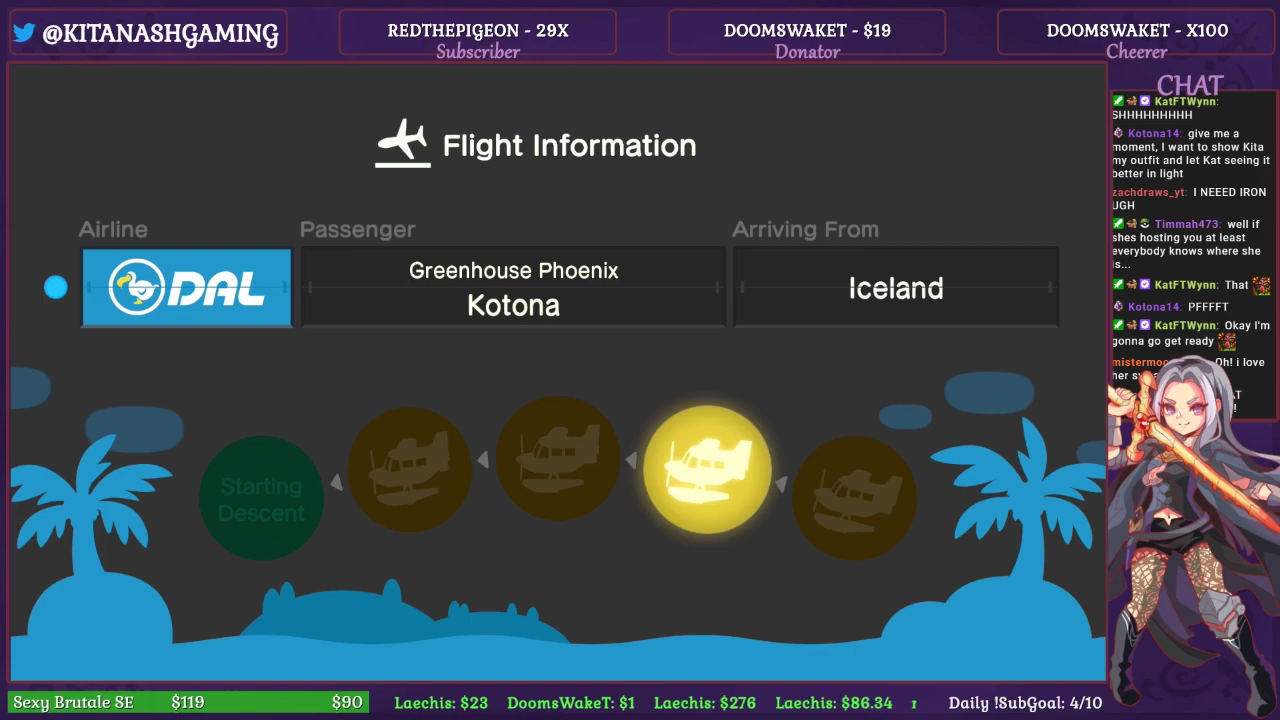 @KITANASHGAMING
REDTHEPIGEON - 29X
Subscriber
DOOMSWAKET - $19
Donator
DOOMSWAKET - X100
Cheerer
CHAT
Flight Information
Airline
Passenger
Arriving From
DAL
Greenhouse Phoenix
Kotona
Iceland
Starting
Descent
KatFTWynn:
SHHHHHHHHH
Kotona14: give me a
moment, I want to show Kita
my outfit and let Kat seeing it
better in light
zachdraws_yt: I NEEED IRON
UGH
Timmah473: well if
shes hosting you at least
everybody knows where she
is...
KatFTWynn: That
Kotona14: PFFFFT
KatFTWynn: Okay I'm
gonna go get ready
Oh! i love
her
Sexy Brutale SE $119 $90
Laechis: $23 DoomsWakeT: $1 Laechis: $276 Laechis: $86.34
Daily !SubGoal: 4/10